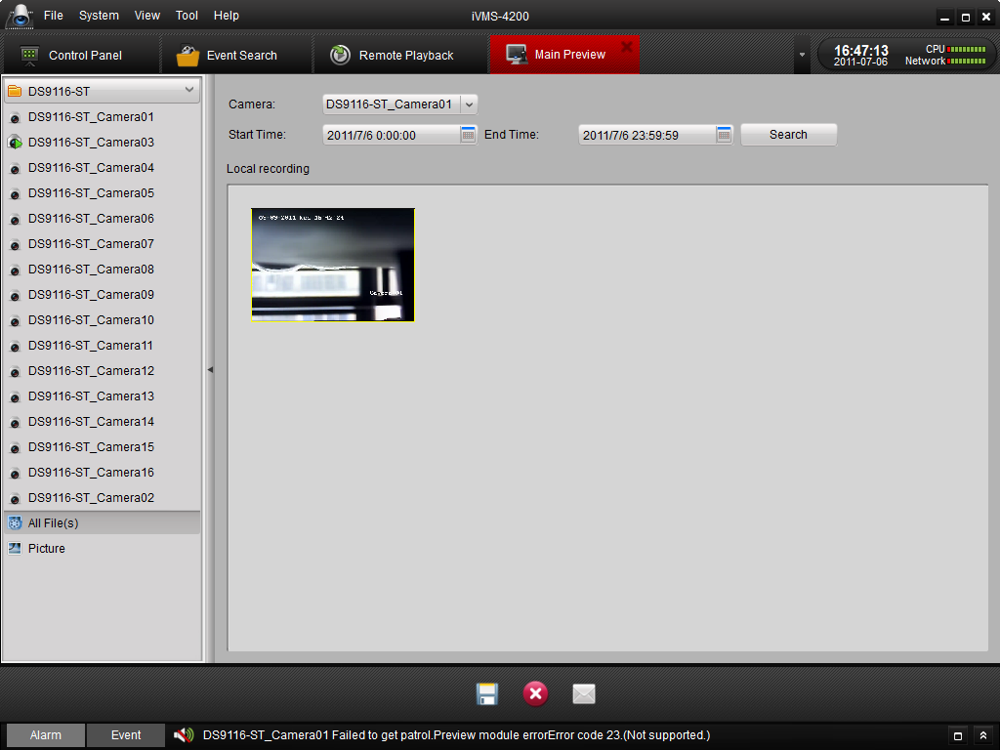 File System View Tool Help iVMS-4200
Control Panel Event Search Remote Playback Main Preview
16:47:13 CPU
2011-07-06 Network
DS9116-ST
DS9116-ST_Camera01
DS9116-ST_Camera03
DS9116-ST_Camera04
DS9116-ST_Camera05
DS9116-ST_Camera06
DS9116-ST_Camera07
DS9116-ST_Camera08
DS9116-ST_Camera09
DS9116-ST_Camera10
DS9116-ST_Camera11
DS9116-ST_Camera12
DS9116-ST_Camera13
DS9116-ST_Camera14
DS9116-ST_Camera15
DS9116-ST_Camera16
DS9116-ST_Camera02
All File(s)
Picture
Camera: DS9116-ST_Camera01
Start Time: 2011/7/6 0:00:00 End Time: 2011/7/6 23:59:59 Search
Local recording
Alarm Event DS9116-ST_Camera01 Failed to get patrol.Preview module errorError code 23.(Not supported.)